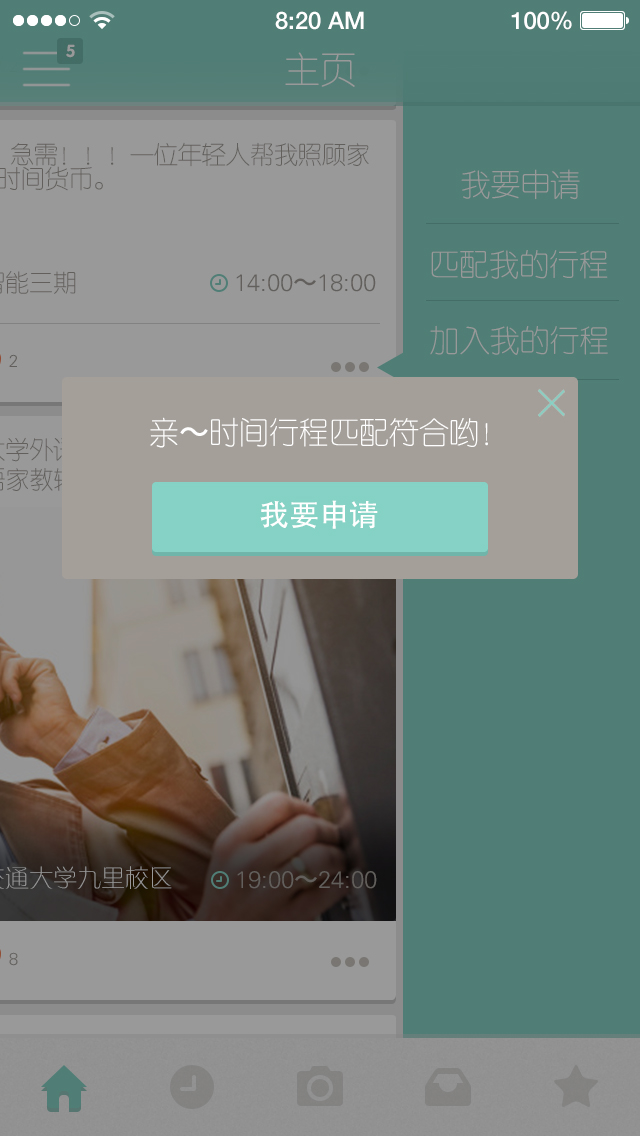 8:20 AM
100%
5
主页
急需！！！一位年轻人帮我照顾家
时间货币。
我要申请
匹配我的行程
加入我的行程
智能三期
14:00～18:00
2
亲～时间行程匹配符合哟！
我要申请
大学外语
语家教
交通大学九里校区
19:00～24:00
8